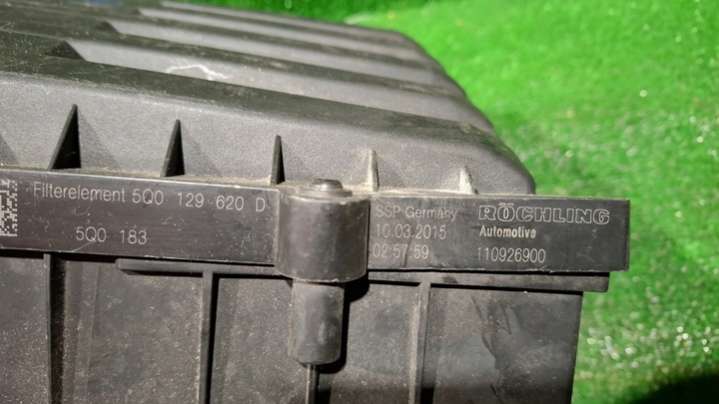 Filterelement 5Q0 129 620 D
5Q0 183
SSP Germany
10.03.2015
02:57:59
RÖCHLING
Automotive
110926900